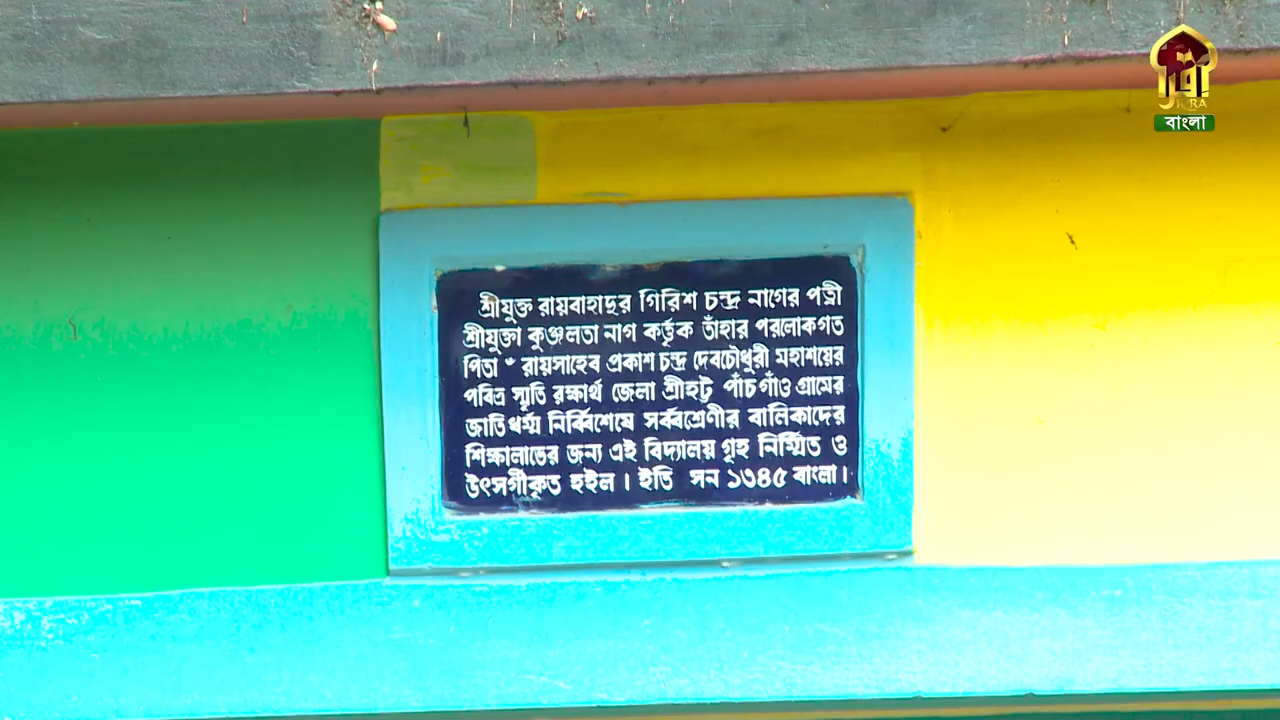 শ্রীযুক্ত রায়বাহাদুর গিরিশ চন্দ্র নাগের পত্নী
শ্রীযুক্তা কুঞ্জলতা নাগ কর্ত্তৃক তাঁহার পরলোকগত
পিতা ৺ রায়সাহেব প্রকাশ চন্দ্র দেবচৌধুরী মহাশয়ের
পবিত্র স্মৃতি রক্ষার্থ জেলা শ্রীহট্ট পাঁচগাঁও গ্রামের
জাতিধর্ম্ম নির্ব্বিশেষে সর্ব্বশ্রেণীর বালিকাদের
শিক্ষালাভের জন্য এই বিদ্যালয় গৃহ নির্ম্মিত ও
উৎসর্গীকৃত হইল । ইতি সন ১৩৪৫ বাংলা ।
IQRA
বাংলা